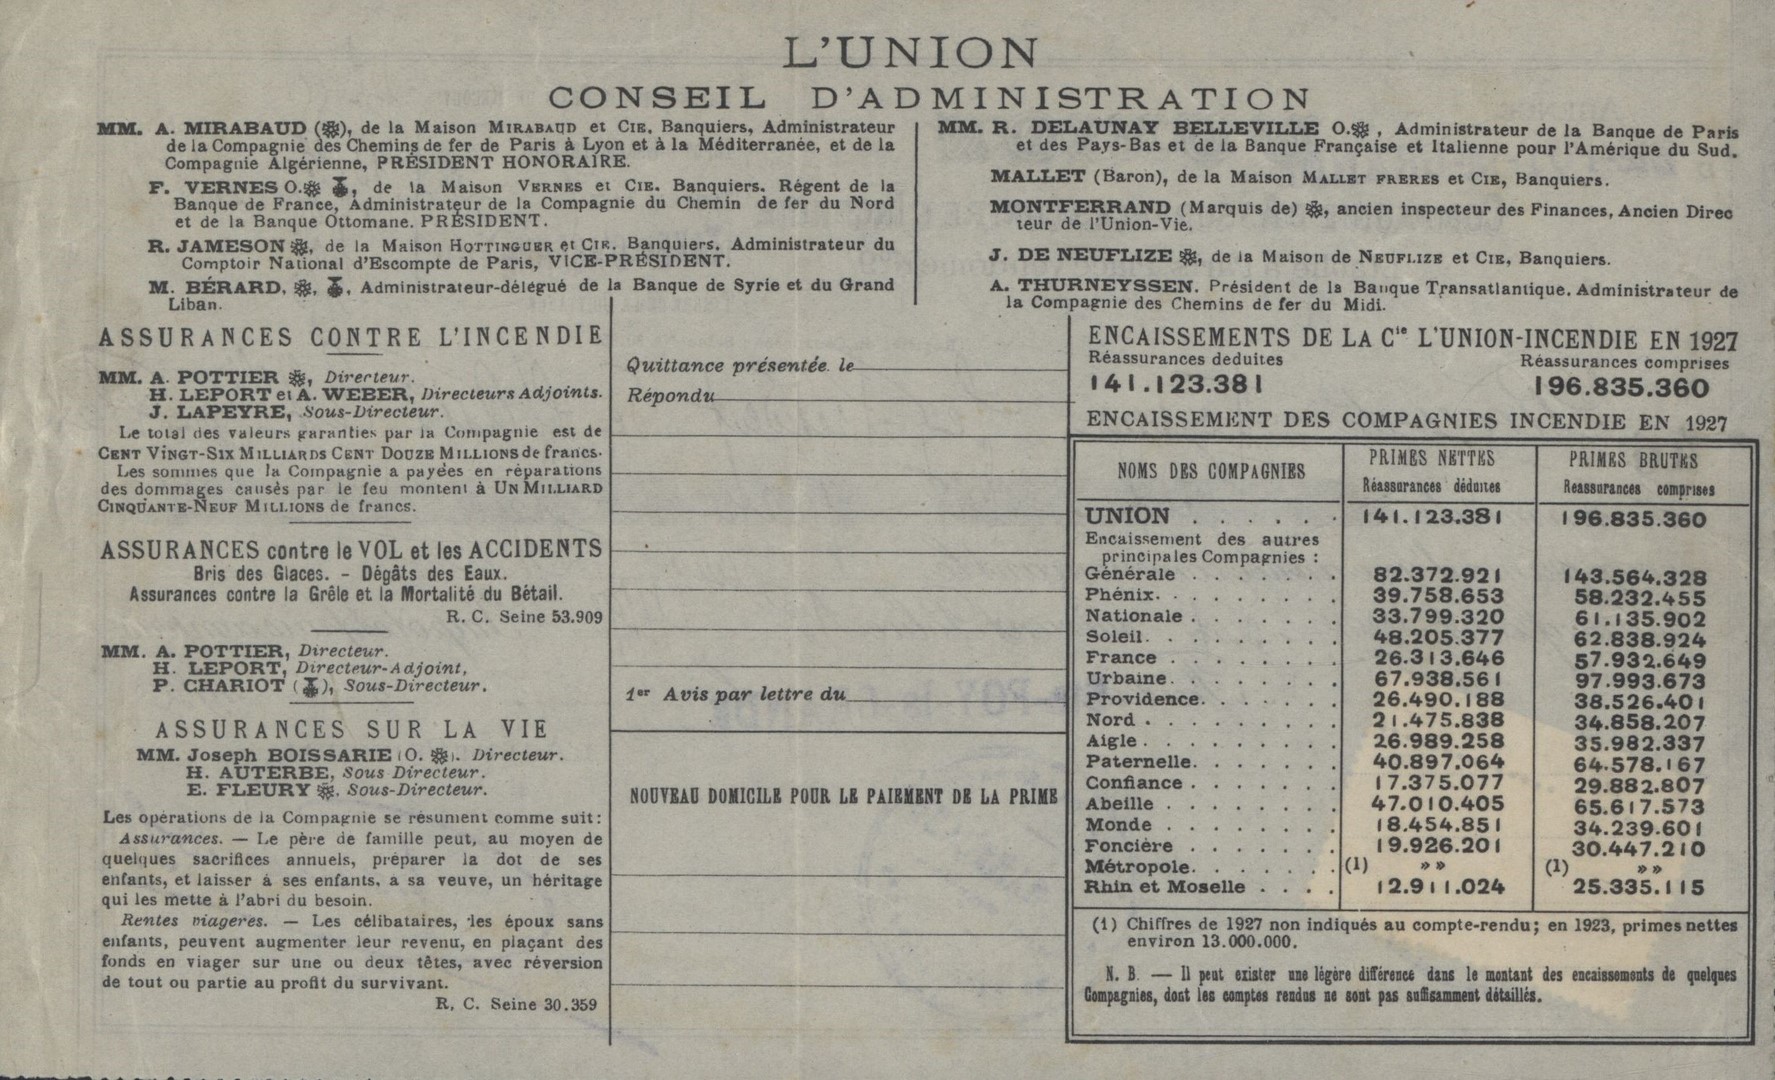 L'UNION
CONSEIL D'ADMINISTRATION
MM. A. MIRABAUD (❉), de la Maison MIRABAUD et CIE, Banquiers, Administrateur
de la Compagnie des Chemins de fer de Paris à Lyon et à la Méditerranée, et de la
Compagnie Algérienne, PRÉSIDENT HONORAIRE.
F. VERNES O.❉, de la Maison VERNES et CIE. Banquiers. Régent de la
Banque de France, Administrateur de la Compagnie du Chemin de fer du Nord
et de la Banque Ottomane. PRÉSIDENT.
R. JAMESON ❉, de la Maison HOTTINGUER et CIE. Banquiers. Administrateur du
Comptoir National d'Escompte de Paris, VICE-PRÉSIDENT.
M. BÉRARD, ❉, Administrateur-délégué de la Banque de Syrie et du Grand
Liban.
MM. R. DELAUNAY BELLEVILLE O.❉, Administrateur de la Banque de Paris
et des Pays-Bas et de la Banque Française et Italienne pour l'Amérique du Sud.
MALLET (Baron), de la Maison MALLET FRERES et CIE, Banquiers.
MONTFERRAND (Marquis de) ❉, ancien inspecteur des Finances, Ancien Direc
teur de l'Union-Vie.
J. DE NEUFLIZE ❉, de la Maison de NEUFLIZE et CIE, Banquiers.
A. THURNEYSSEN. Président de la Banque Transatlantique. Administrateur de
la Compagnie des Chemins de fer du Midi.
ASSURANCES CONTRE L'INCENDIE
MM. A. POTTIER ❉, Directeur.
H. LEPORT et A. WEBER, Directeurs Adjoints.
J. LAPEYRE, Sous-Directeur.
Le total des valeurs garanties par la Compagnie est de
CENT VINGT-SIX MILLIARDS CENT DOUZE MILLIONS de francs.
Les sommes que la Compagnie a payées en réparations
des dommages causés par le feu montent à UN MILLIARD
CINQUANTE-NEUF MILLIONS de francs.
ASSURANCES contre le VOL et les ACCIDENTS
Bris des Glaces. - Dégâts des Eaux.
Assurances contre la Grêle et la Mortalité du Bétail.
R. C. Seine 53.909
MM. A. POTTIER, Directeur.
H. LEPORT, Directeur-Adjoint,
P. CHARIOT, Sous-Directeur.
ASSURANCES SUR LA VIE
MM. Joseph BOISSARIE (O. ❉). Directeur.
H. AUTERBE, Sous Directeur.
E. FLEURY ❉. Sous-Directeur.
Les opérations de la Compagnie se résument comme suit:
Assurances. — Le père de famille peut, au moyen de
quelques sacrifices annuels, préparer la dot de ses
enfants, et laisser à ses enfants. a sa veuve, un héritage
qui les mette à l'abri du besoin.
Rentes viageres. — Les célibataires, les époux sans
enfants, peuvent augmenter leur revenu, en plaçant des
fonds en viager sur une ou deux têtes, avec réversion
de tout ou partie au profit du survivant.
R, C. Seine 30.359
Quittance présentée le
Répondu
1er Avis par lettre du
NOUVEAU DOMICILE POUR LE PAIEMENT DE LA PRIME
ENCAISSEMENTS DE LA Cie L'UNION-INCENDIE EN 1927
Réassurances deduites Réassurances comprises
141.123.381 196.835.360
ENCAISSEMENT DES COMPAGNIES INCENDIE EN 1927
NOMS DES COMPAGNIES PRIMES NETTES Réassurances déduites PRIMES BRUTES Reassurances comprises
UNION . . . . . . 141.123.381 196.835.360
Encaissement des autres
principales Compagnies :
Générale . . . . . . . 82.372.921 143.564.328
Phénix. . . . . . . . . 39.758.653 58.232.455
Nationale . . . . . . . 33.799.320 61.135.902
Soleil. . . . . . . . . 48.205.377 62.838.924
France . . . . . . . . 26.313.646 57.932.649
Urbaine. . . . . . . . 67.938.561 97.993.673
Providence. . . . . . 26.490.188 38.526.401
Nord . . . . . . . . . 21.475.838 34.858.207
Aigle . . . . . . . . . 26.989.258 35.982.337
Paternelle. . . . . . . 40.897.064 64.578.167
Confiance . . . . . . . 17.375.077 29.882.807
Abeille . . . . . . . . 47.010.405 65.617.573
Monde . . . . . . . . 18.454.851 34.239.601
Foncière . . . . . . . 19.926.201 30.447.210
Métropole. . . . . . . (1) » » (1) » »
Rhin et Moselle . . . . 12.911.024 25.335.115
(1) Chiffres de 1927 non indiqués au compte-rendu; en 1923, primes nettes
environ 13.000.000.
N. B. — Il peut exister une légère différence dans le montant des encaissements de quelques
Compagnies, dont les comptes rendus ne sont pas suffisamment détaillés.